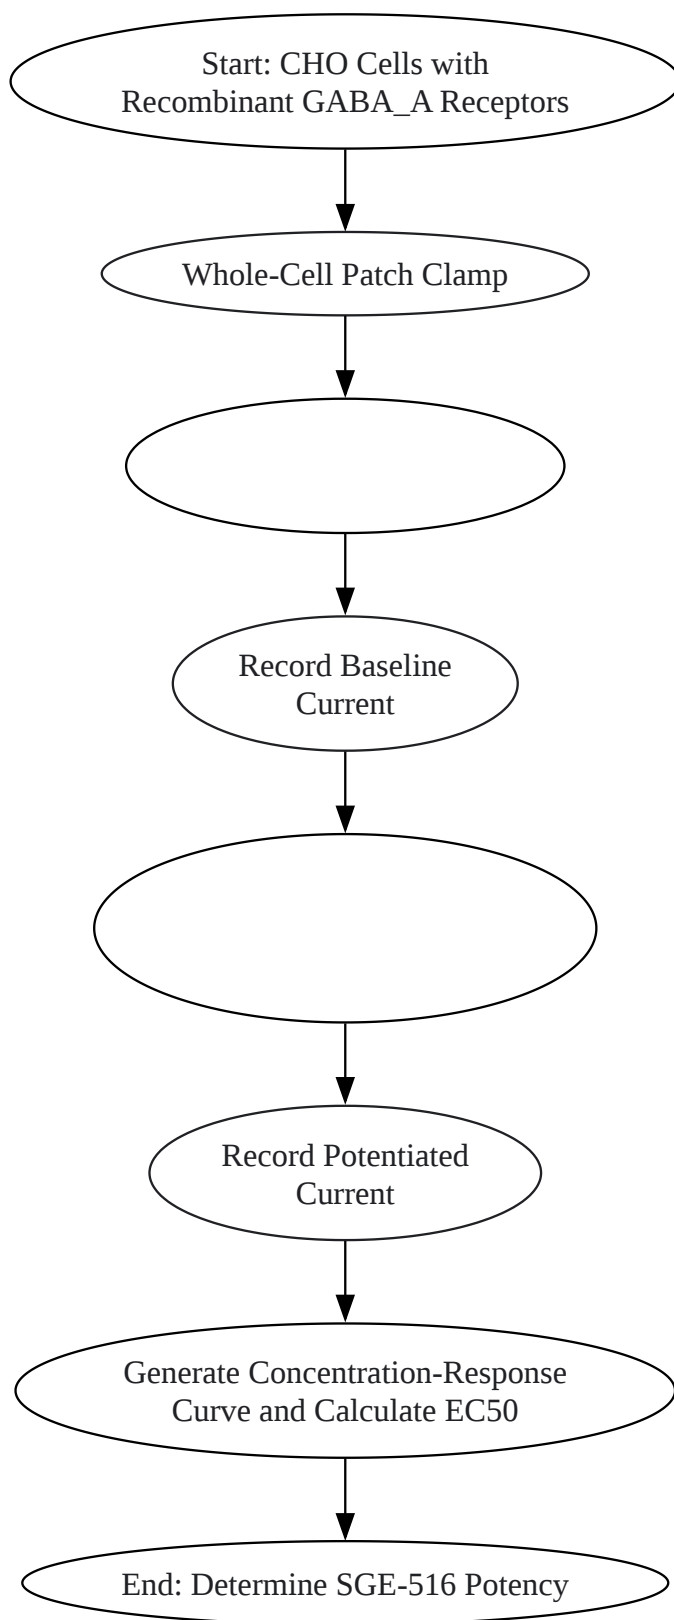 Start: CHO Cells with
Recombinant GABA_A Receptors
Whole-Cell Patch Clamp
Record Baseline
Current
Record Potentiated
Current
Generate Concentration-Response
Curve and Calculate EC50
End: Determine SGE-516 Potency